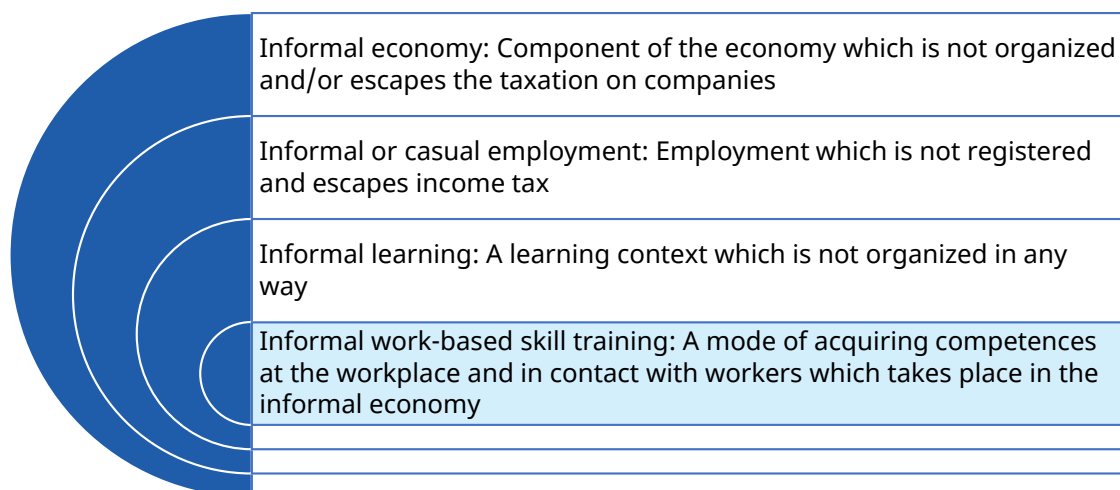 Informal economy: Component of the economy which is not organized
and/or escapes the taxation on companies
Informal or casual employment: Employment which is not registered
and escapes income tax
Informal learning: A learning context which is not organized in any
way
Informal work-based skill training: A mode of acquiring competences
at the workplace and in contact with workers which takes place in the
informal economy